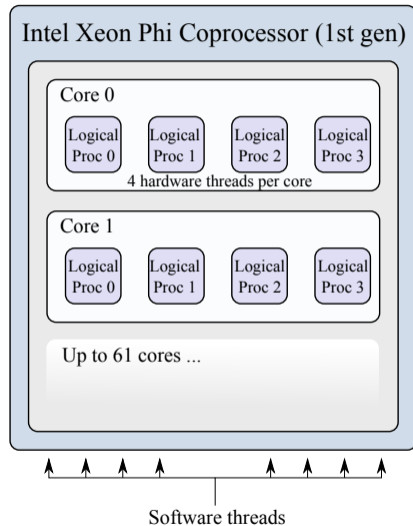 Intel Xeon Phi Coprocessor (1st gen)
Core 0
Logical Logical Logical Logical
Proc 0 Proc 1 Proc 2 Proc 3
4 hardware threads per core
Core 1
Logical Logical Logical Logical
Proc 0 Proc 1 Proc 2 Proc 3
Up to 61 cores ...
Software threads